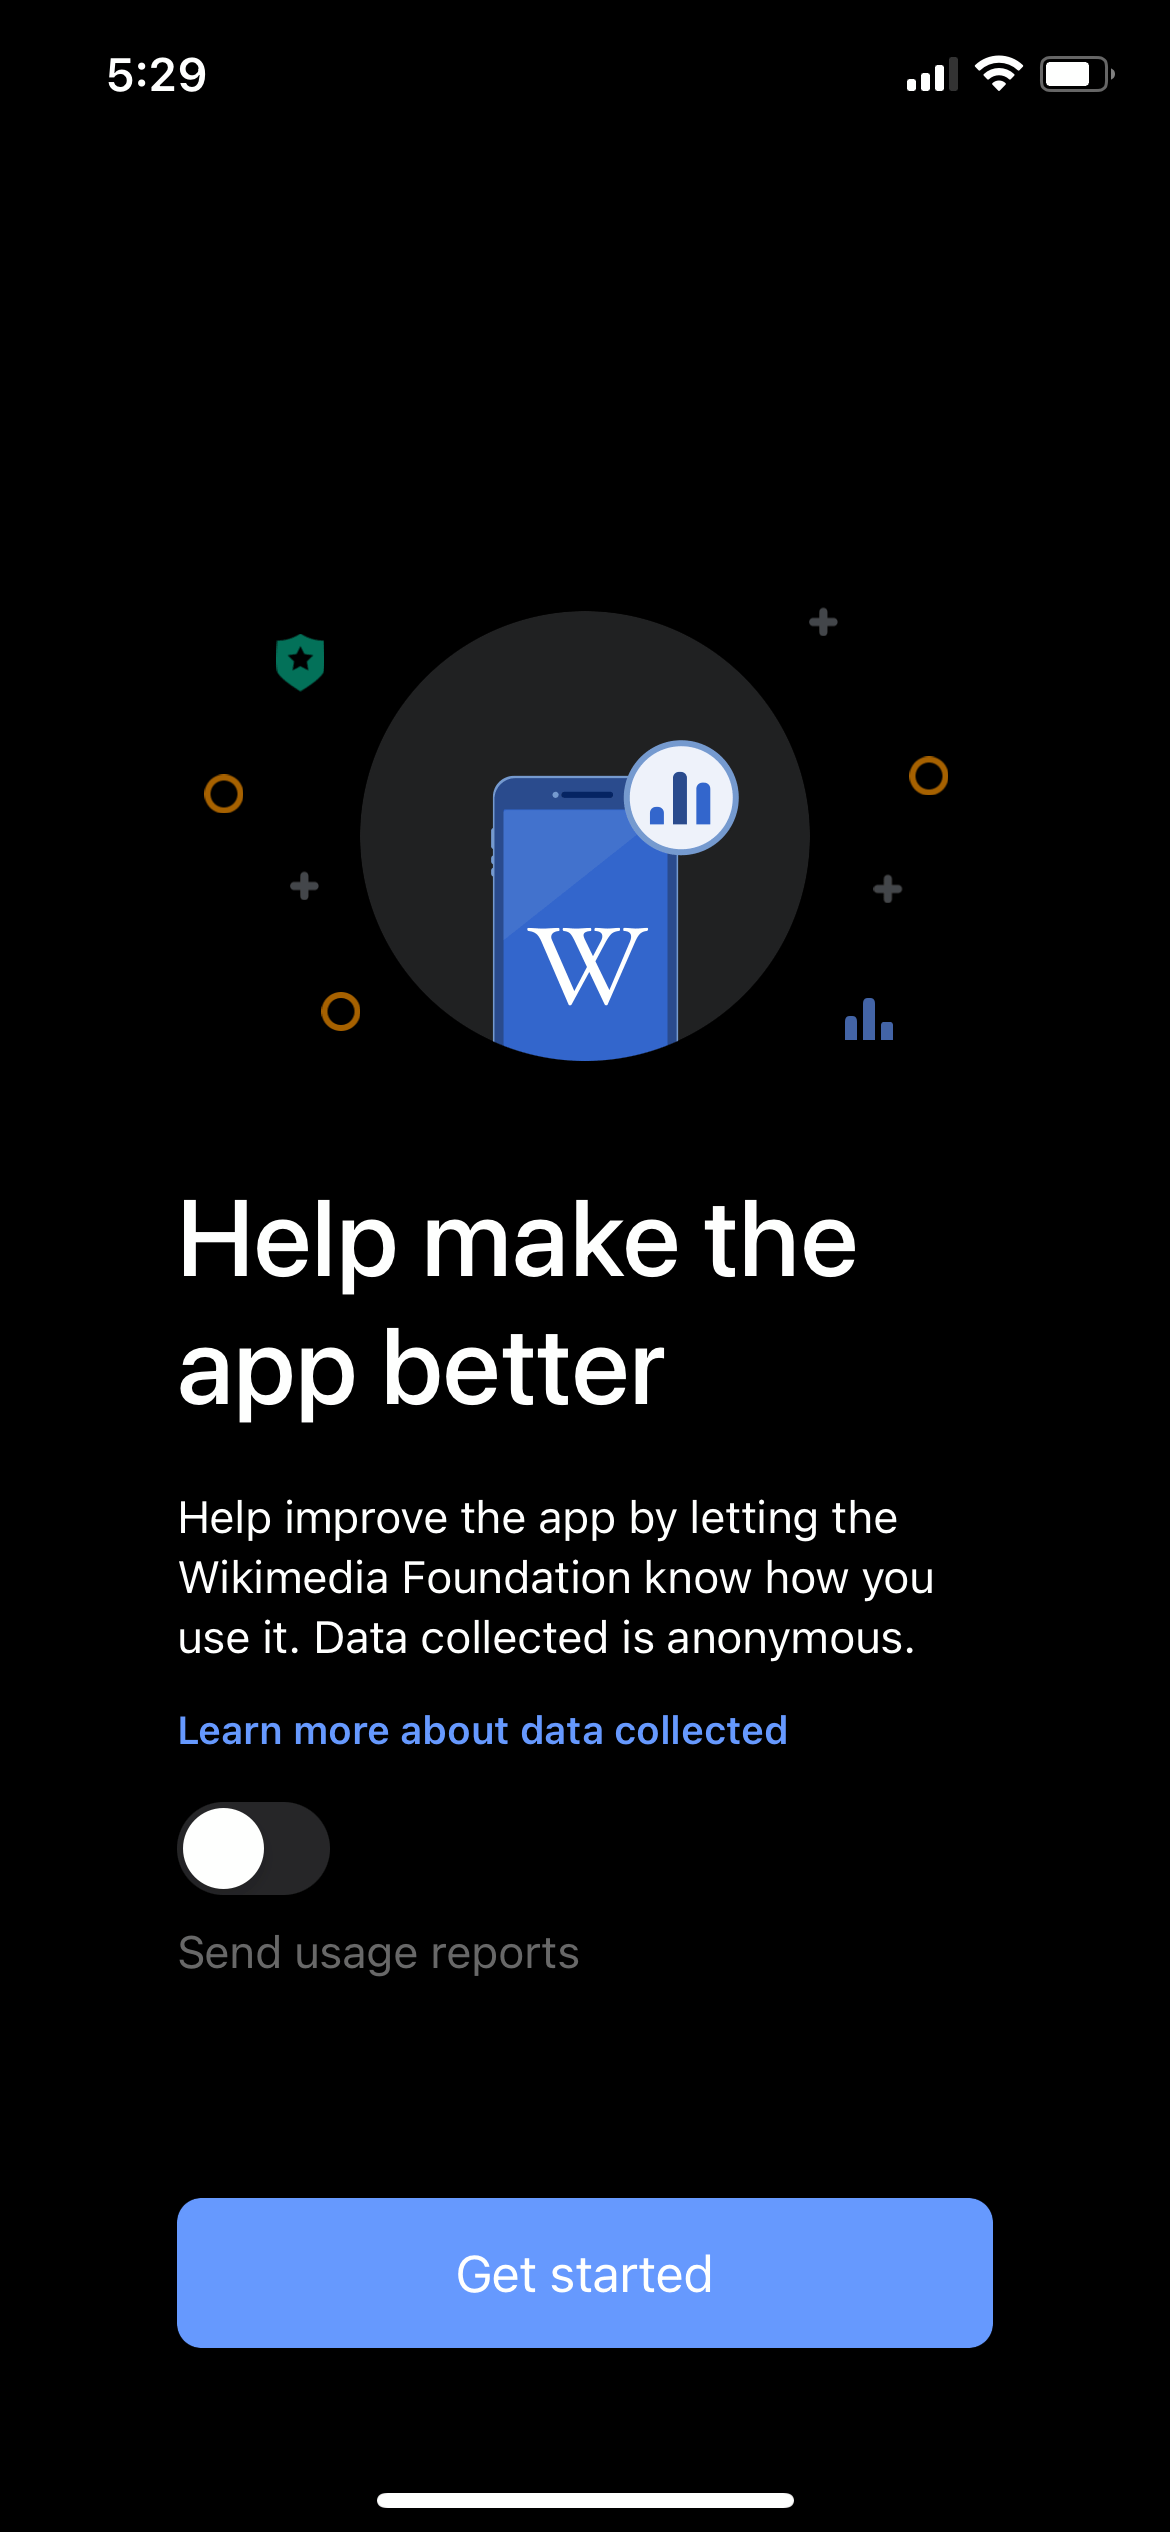 5:29
W
Help make the
app better
Help improve the app by letting the
Wikimedia Foundation know how you
use it. Data collected is anonymous.
Learn more about data collected
Send usage reports
Get started